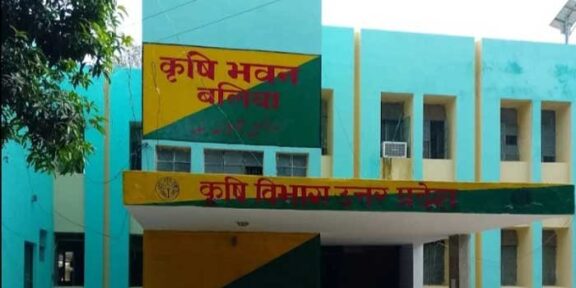 कृषि भवन
बलिया
कृषि विभाग उत्तर प्रदेश